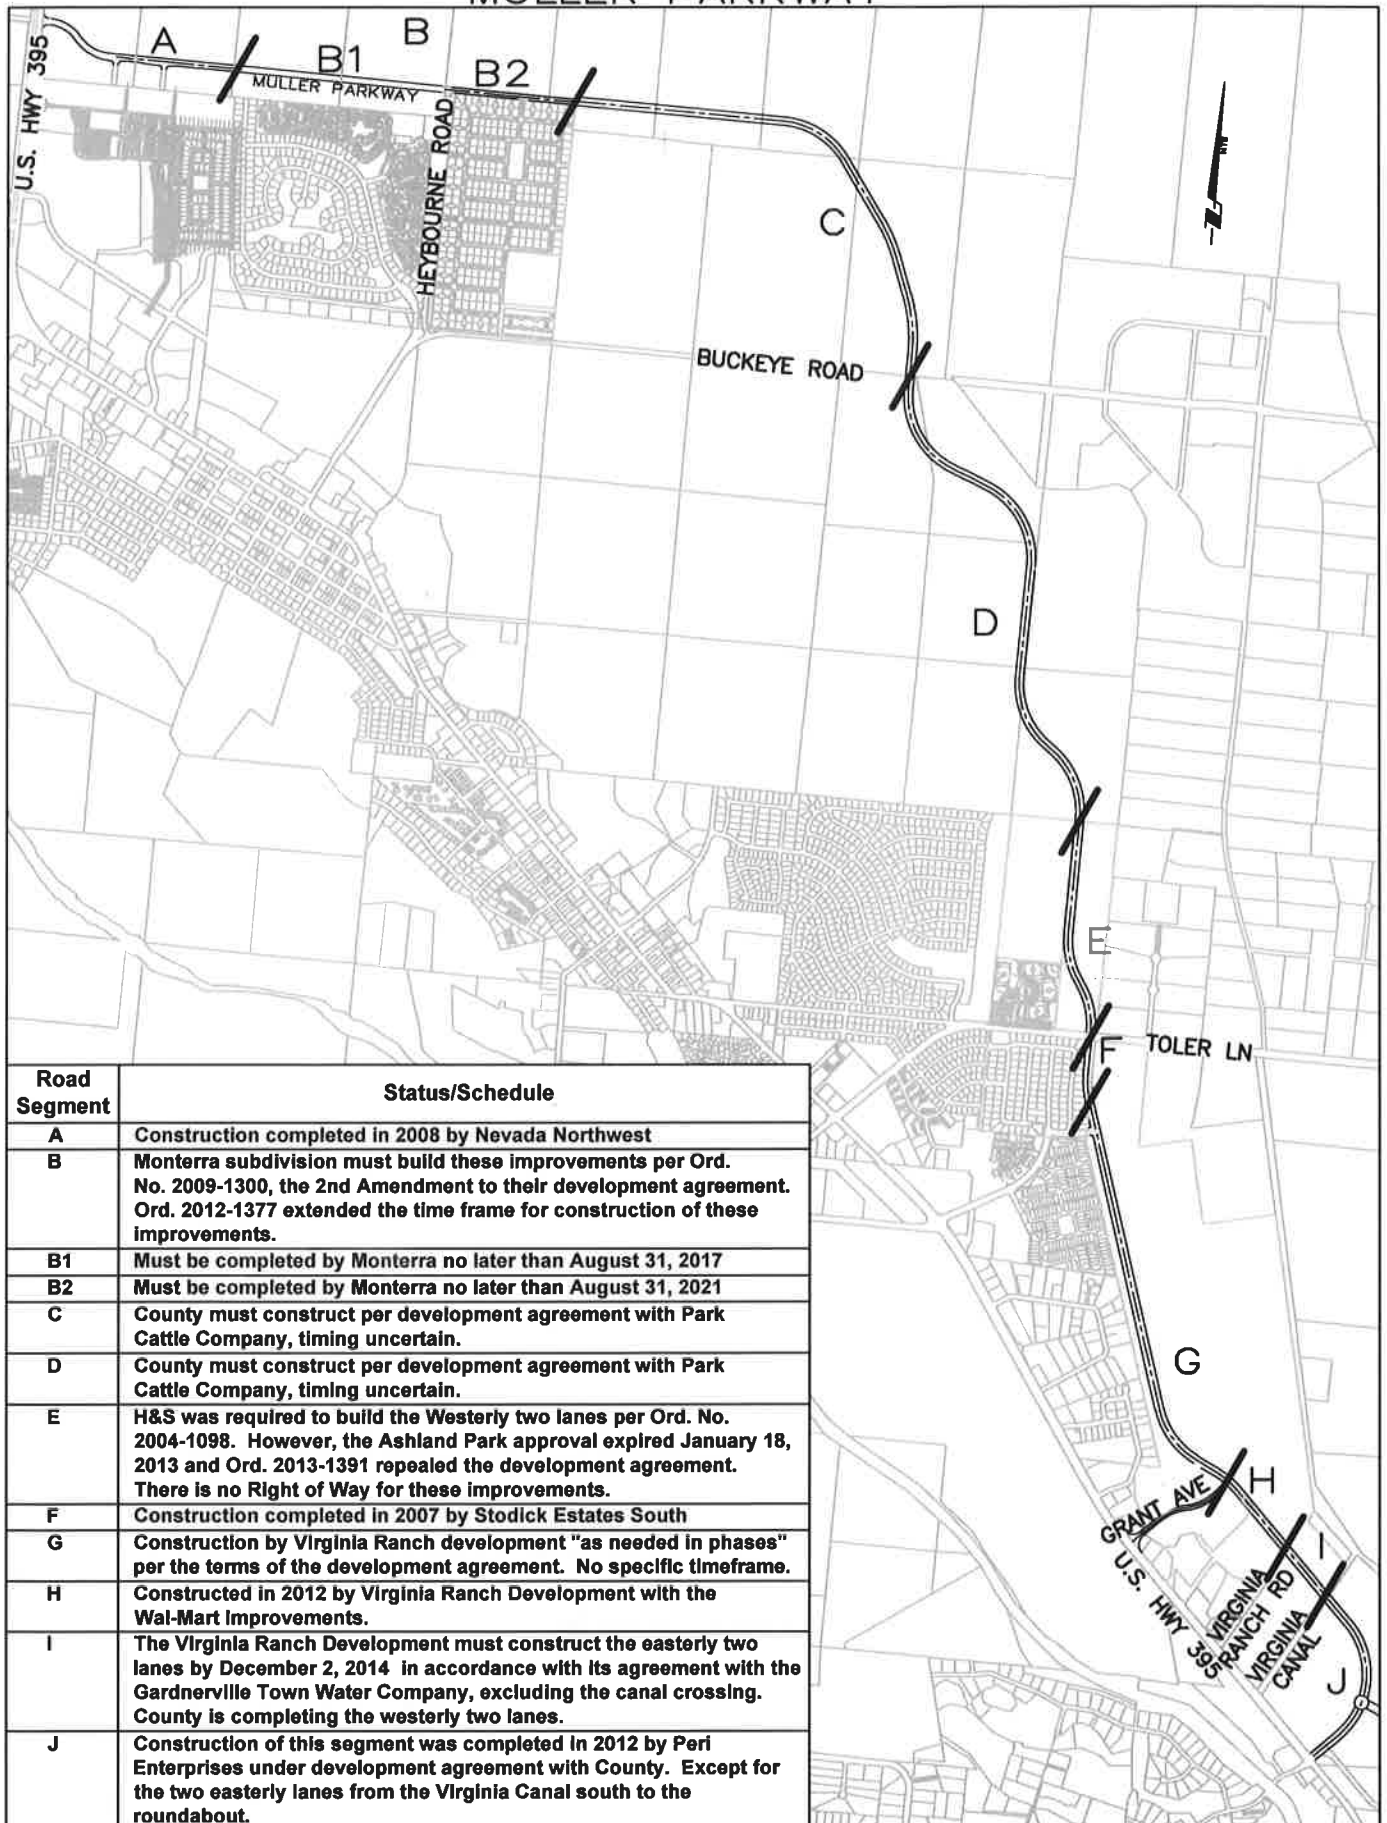 MULLER PARKWAY
A
B
B1
B2
MULLER PARKWAY
U.S. HWY 395
HEYBOURNE ROAD
C
BUCKEYE ROAD
D
E
F
TOLER LN
G
H
GRANT AVE
I
U.S. HWY 395
VIRGINIA
RANCH RD
VIRGINIA
CANAL
J
Road
Segment
Status/Schedule
A
Construction completed in 2008 by Nevada Northwest
B
Monterra subdivision must build these improvements per Ord.
No. 2009-1300, the 2nd Amendment to their development agreement.
Ord. 2012-1377 extended the time frame for construction of these
improvements.
B1
Must be completed by Monterra no later than August 31, 2017
B2
Must be completed by Monterra no later than August 31, 2021
C
County must construct per development agreement with Park
Cattle Company, timing uncertain.
D
County must construct per development agreement with Park
Cattle Company, timing uncertain.
E
H&S was required to build the Westerly two lanes per Ord. No.
2004-1098. However, the Ashland Park approval expired January 18,
2013 and Ord. 2013-1391 repealed the development agreement.
There is no Right of Way for these improvements.
F
Construction completed in 2007 by Stodick Estates South
G
Construction by Virginia Ranch development "as needed in phases"
per the terms of the development agreement. No specific timeframe.
H
Constructed in 2012 by Virginia Ranch Development with the
Wal-Mart Improvements.
I
The Virginia Ranch Development must construct the easterly two
lanes by December 2, 2014 in accordance with its agreement with the
Gardnerville Town Water Company, excluding the canal crossing.
County is completing the westerly two lanes.
J
Construction of this segment was completed in 2012 by Peri
Enterprises under development agreement with County. Except for
the two easterly lanes from the Virginia Canal south to the
roundabout.